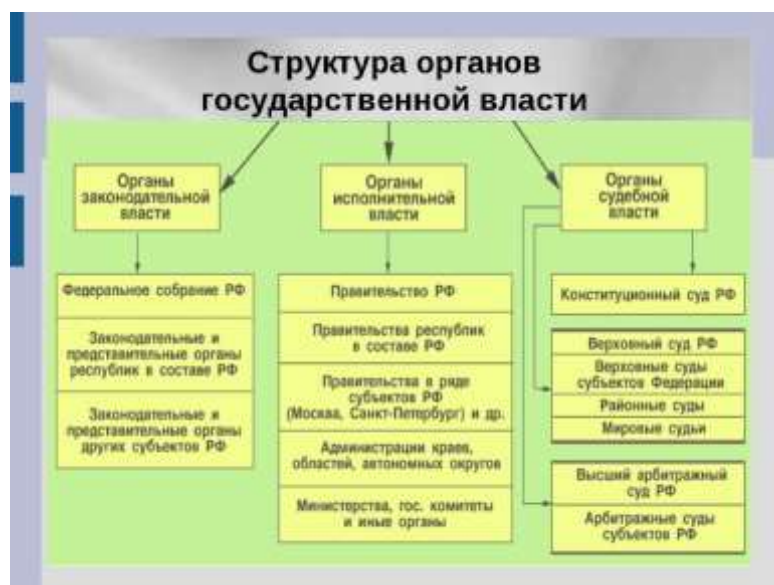 Структура органов
государственной власти
Органы
законодательной
власти
Федеральное собрание РФ
Законодательные и
представительные органы
республик в составе РФ
Законодательные и
представительные органы
других субъектов РФ
Органы
исполнительной
власти
Правительство РФ
Правительства республик
в составе РФ
Правительства в ряде
субъектов РФ
(Москва, Санкт-Петербург) и др.
Администрации краев,
областей, автономных округов
Министерства, гос. комитеты
и иные органы
Органы
судебной
власти
Конституционный суд РФ
Верховный суд РФ
Верховные суды
субъектов Федерации
Районные суды
Мировые судьи
Высший арбитражный
суд РФ
Арбитражные суды
субъектов РФ